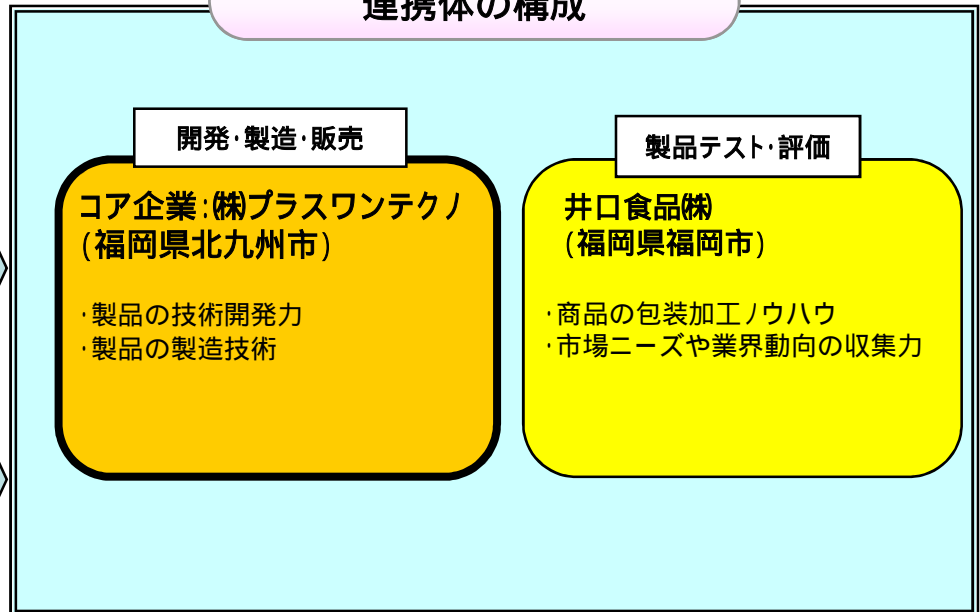 連携体の構成
開発・製造・販売
コア企業：㈱プラスワンテクノ
(福岡県北九州市)
・製品の技術開発力
・製品の製造技術
製品テスト・評価
井口食品㈱
(福岡県福岡市)
・商品の包装加工ノウハウ
・市場ニーズや業界動向の収集力